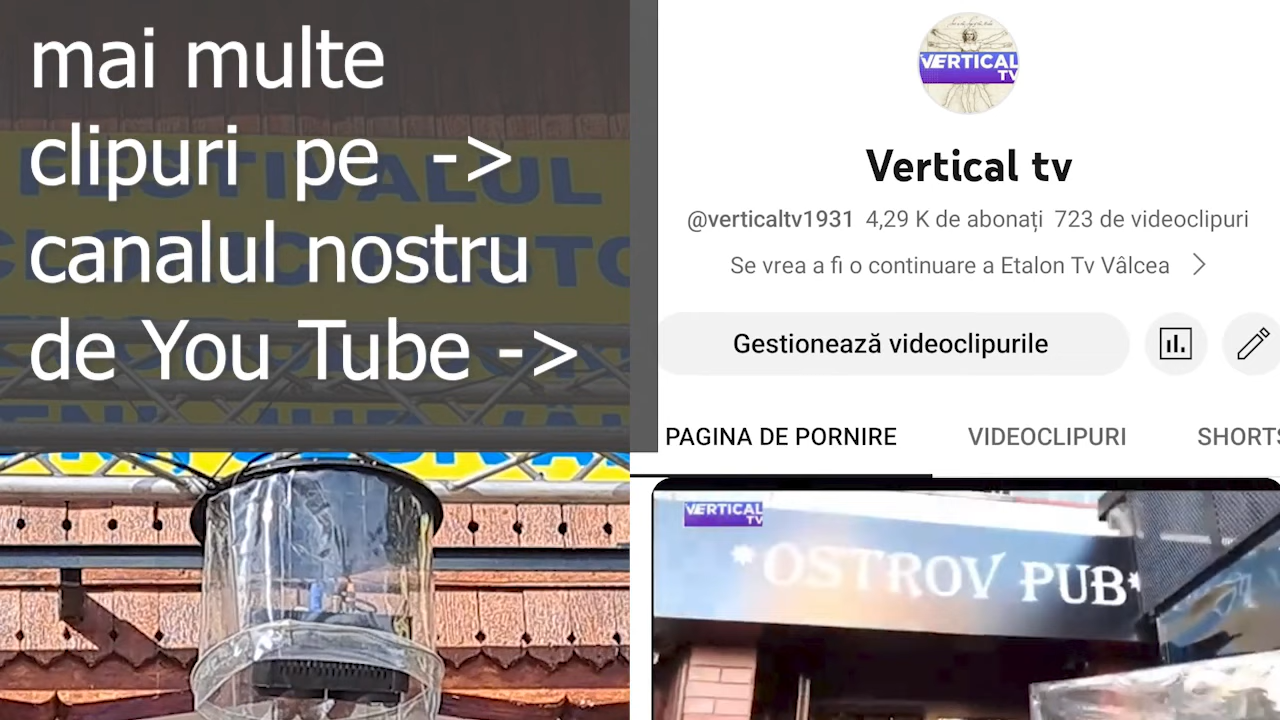 mai multe
clipuri pe ->
canalul nostru
de You Tube ->
FESTIVALUL
VERTICAL
TV
Vertical tv
@verticaltv1931 4,29 K de abonați 723 de videoclipuri
Se vrea a fi o continuare a Etalon Tv Vâlcea
Gestionează videoclipurile
PAGINA DE PORNIRE VIDEOCLIPURI SHORTS
VERTICAL
TV
*OSTROV PUB*